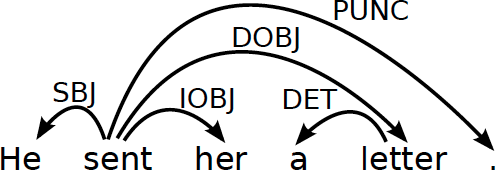 PUNC
DOBJ
SBJ IOBJ DET
He sent her a letter .